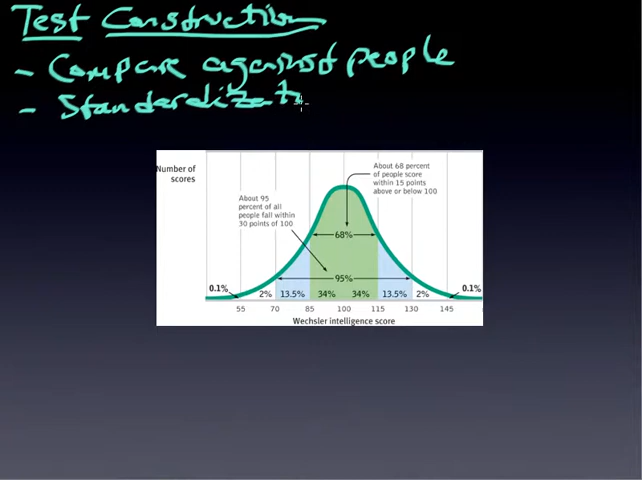 Test Construction
- Compare against people
- Standardizat
Number of
scores
About 68 percent
of people score
within 15 points
above or below 100
About 95
percent of all
people fall within
30 points of 100
68%
95%
0.1% 2% 13.5% 34% 34% 13.5% 2% 0.1%
55 70 85 100 115 130 145
Wechsler intelligence score